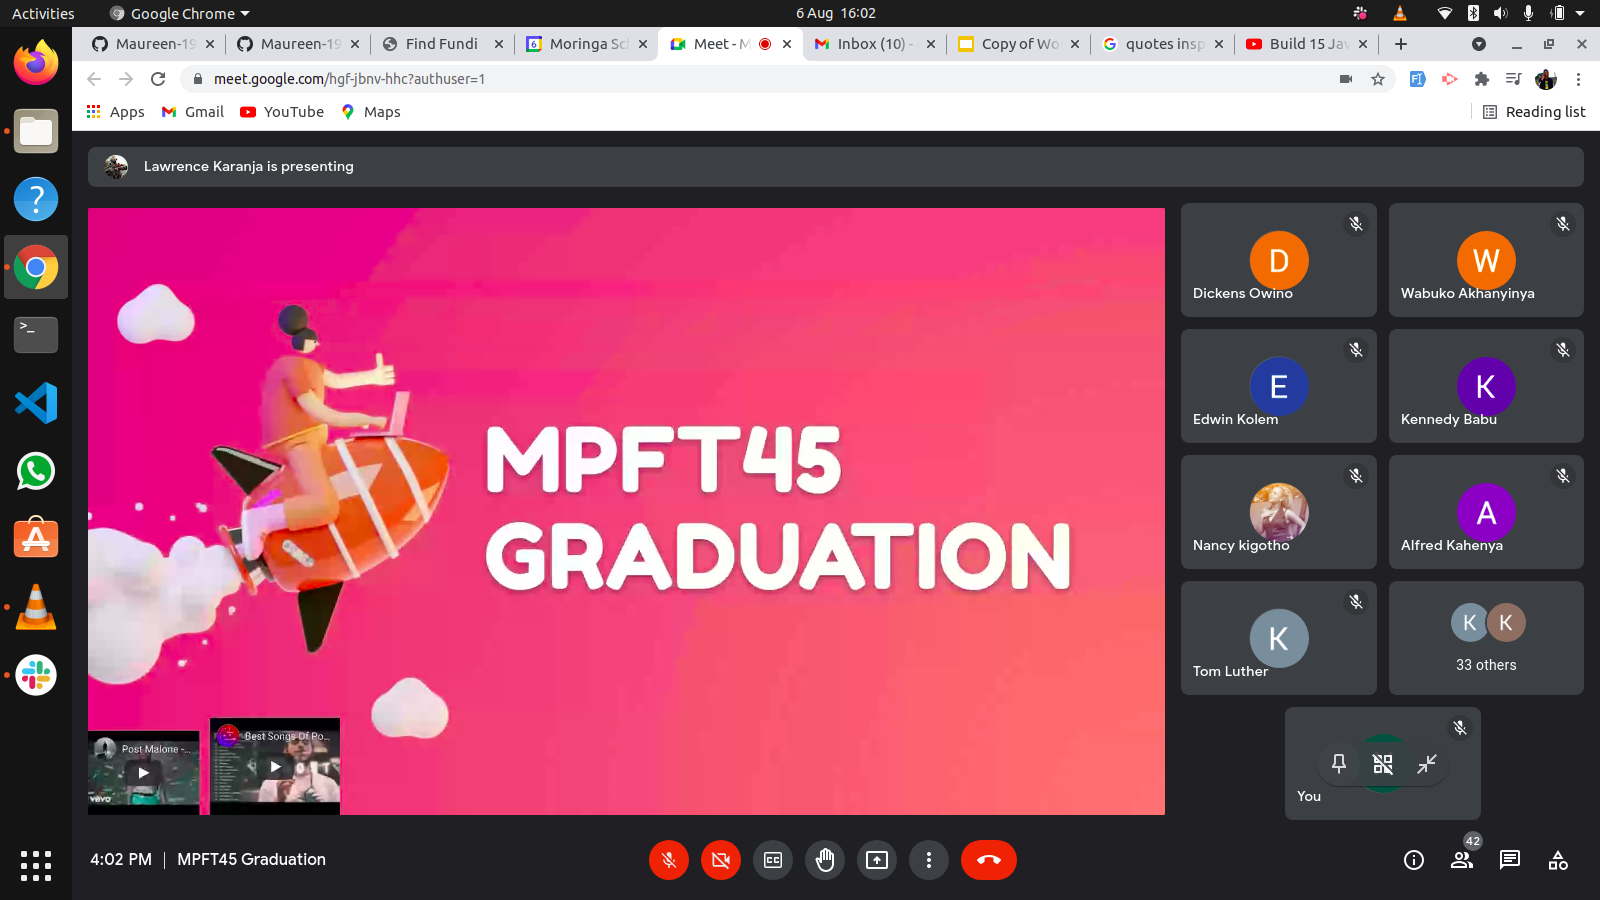 Activities
Google Chrome
6 Aug 16:02
Maureen-19
Maureen-19
Find Fundi
6
Moringa Sc
Meet - M
Inbox (10) -
Copy of Wo
quotes insp
Build 15 Jav
meet.google.com/hgf-jbnv-hhc?authuser=1
Apps
Gmail
YouTube
Maps
Reading list
Lawrence Karanja is presenting
MPFT45
GRADUATION
Post Malone -...
vevo
Best Songs Of Po...
D
Dickens Owino
W
Wabuko Akhanyinya
E
Edwin Kolem
K
Kennedy Babu
Nancy kigotho
A
Alfred Kahenya
K
Tom Luther
K K
33 others
You
4:02 PM | MPFT45 Graduation
CC
42